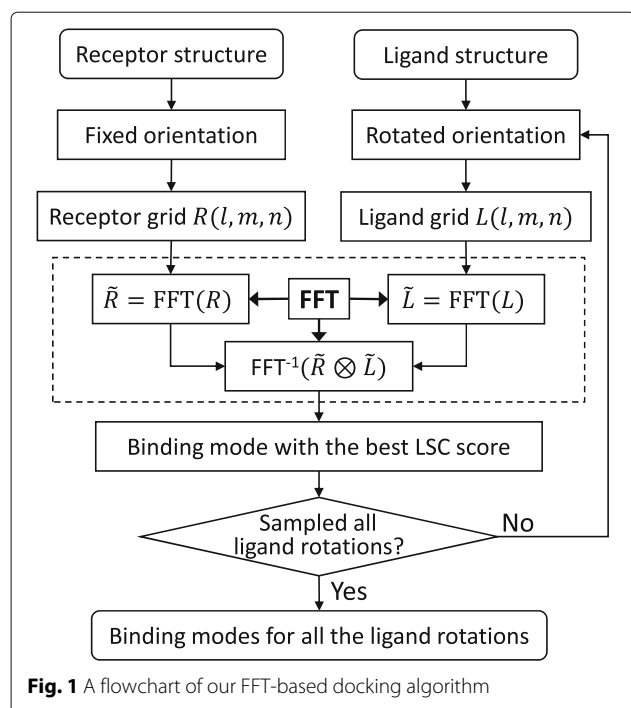 Receptor structure
Ligand structure
Fixed orientation
Rotated orientation
Receptor grid R(l, m, n)
Ligand grid L(l, m, n)
R̃ = FFT(R)
FFT
L̃ = FFT(L)
FFT⁻¹(R̃ ⊗ L̃)
Binding mode with the best LSC score
Sampled all
ligand rotations?
No
Yes
Binding modes for all the ligand rotations
Fig. 1 A flowchart of our FFT-based docking algorithm